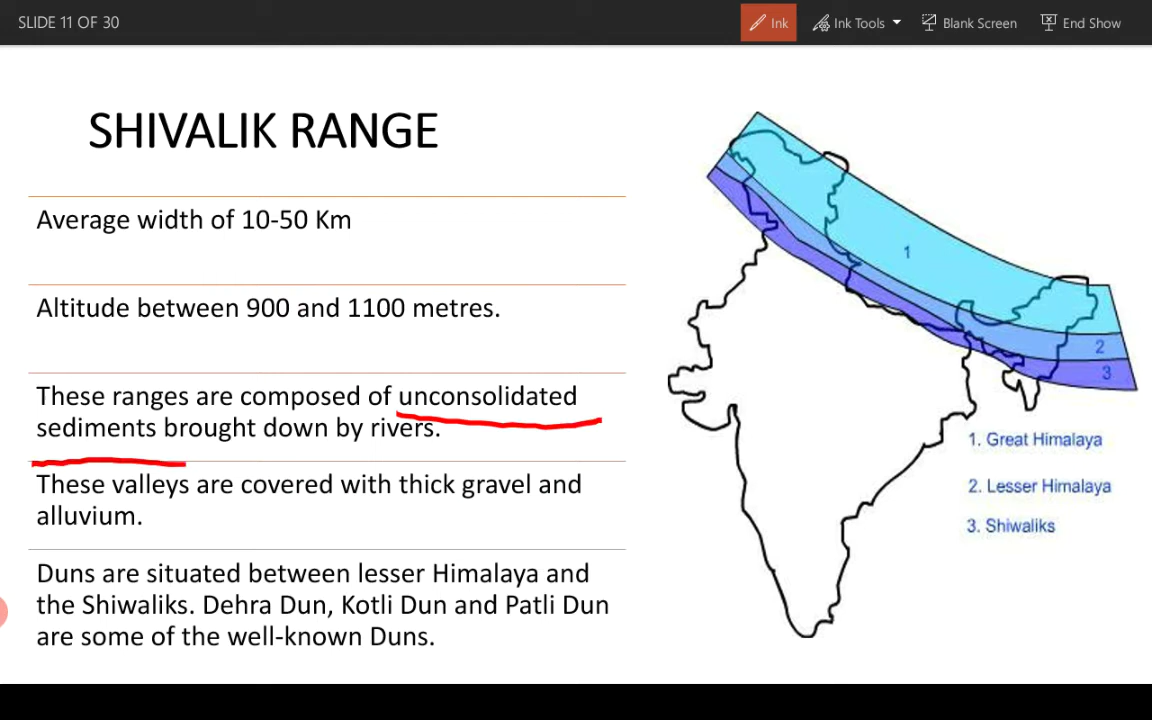 SLIDE 11 OF 30
Ink
Ink Tools
Blank Screen
End Show
SHIVALIK RANGE
Average width of 10-50 Km
Altitude between 900 and 1100 metres.
These ranges are composed of unconsolidated
sediments brought down by rivers.
These valleys are covered with thick gravel and
alluvium.
Duns are situated between lesser Himalaya and
the Shiwaliks. Dehra Dun, Kotli Dun and Patli Dun
are some of the well-known Duns.
1
2
3
1. Great Himalaya
2. Lesser Himalaya
3. Shiwaliks